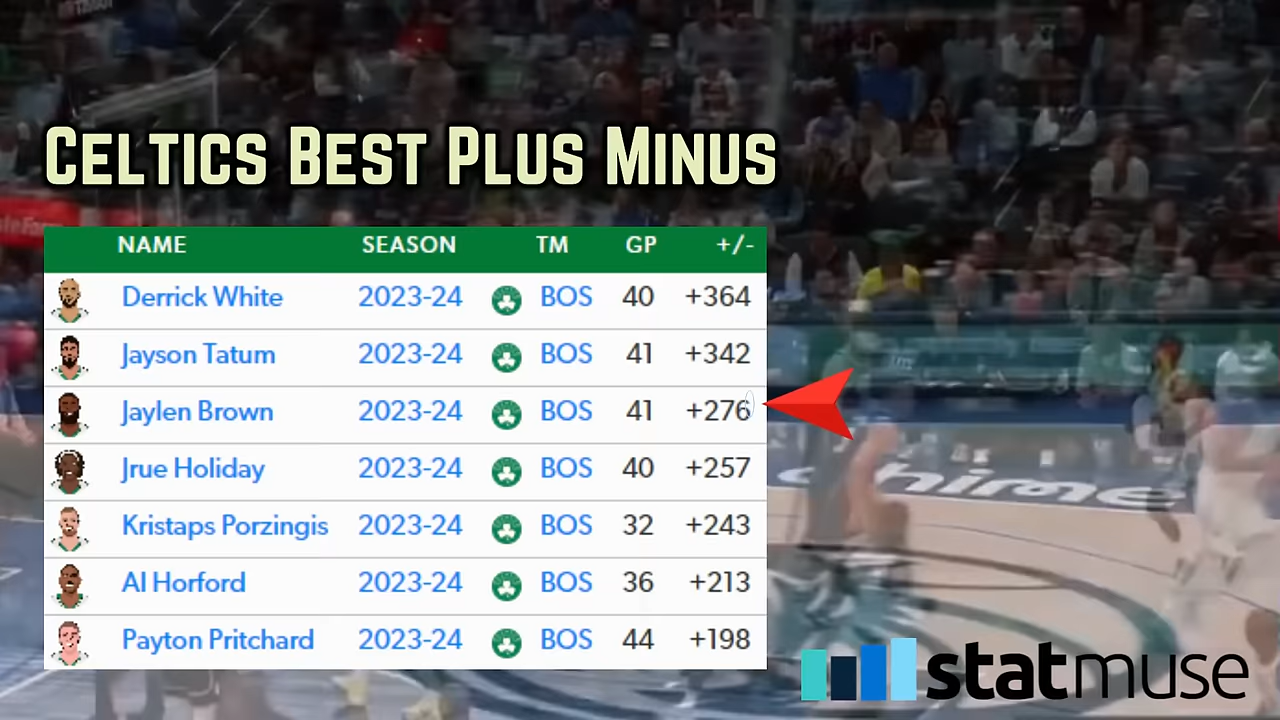 CELTICS BEST PLUS MINUS
NAME SEASON TM GP +/-
Derrick White 2023-24 BOS 40 +364
Jayson Tatum 2023-24 BOS 41 +342
Jaylen Brown 2023-24 BOS 41 +276
Jrue Holiday 2023-24 BOS 40 +257
Kristaps Porzingis 2023-24 BOS 32 +243
Al Horford 2023-24 BOS 36 +213
Payton Pritchard 2023-24 BOS 44 +198
chime
statmuse